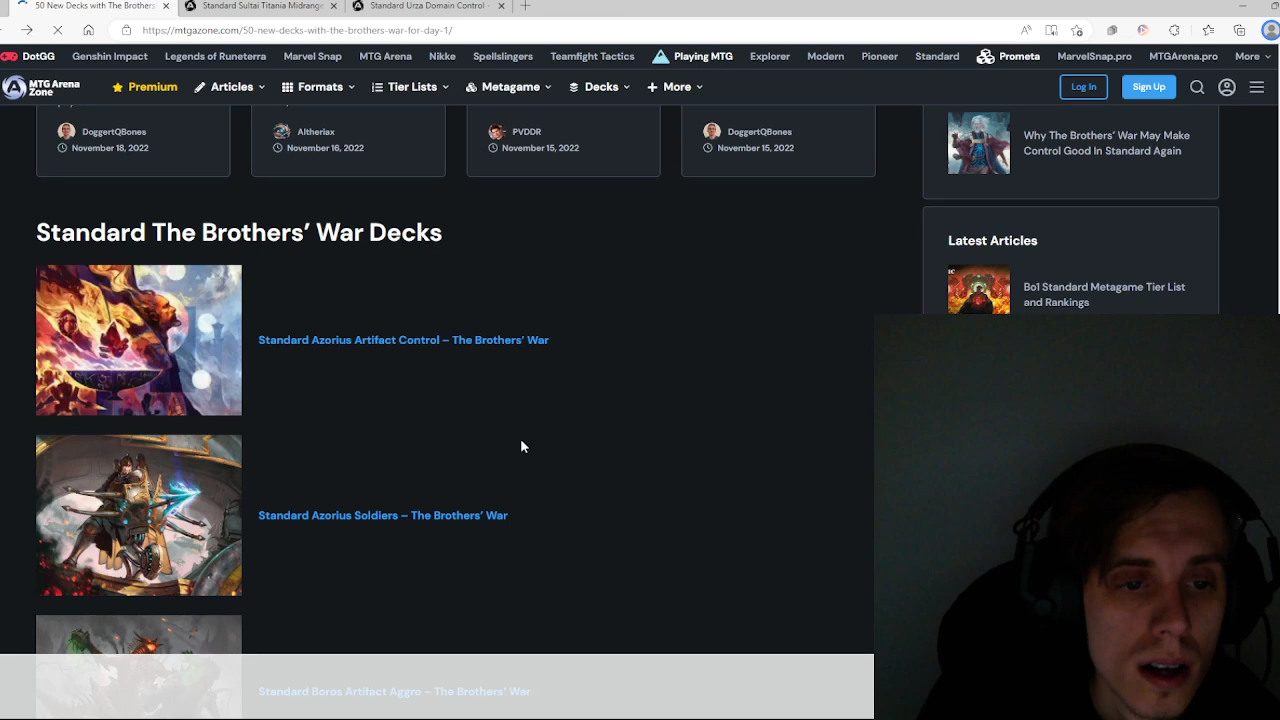 50 New Decks with The Brothers
Standard Sultai Titania Midrange
Standard Urza Domain Control -
https://mtgazone.com/50-new-decks-with-the-brothers-war-for-day-1/
DotGG
Genshin Impact
Legends of Runeterra
Marvel Snap
MTG Arena
Nikke
Spellslingers
Teamfight Tactics
Playing MTG
Explorer
Modern
Pioneer
Standard
Prometa
MarvelSnap.pro
MTGArena.pro
More
MTG Arena
Zone
Premium
Articles
Formats
Tier Lists
Metagame
Decks
More
Log In
Sign Up
DoggertQBones
November 18, 2022
Altheriax
November 16, 2022
PVDDR
November 15, 2022
DoggertQBones
November 15, 2022
Why The Brothers' War May Make
Control Good In Standard Again
Standard The Brothers' War Decks
Latest Articles
Bo1 Standard Metagame Tier List
and Rankings
Standard Azorius Artifact Control – The Brothers' War
Standard Azorius Soldiers – The Brothers' War
Standard Boros Artifact Aggro – The Brothers' War